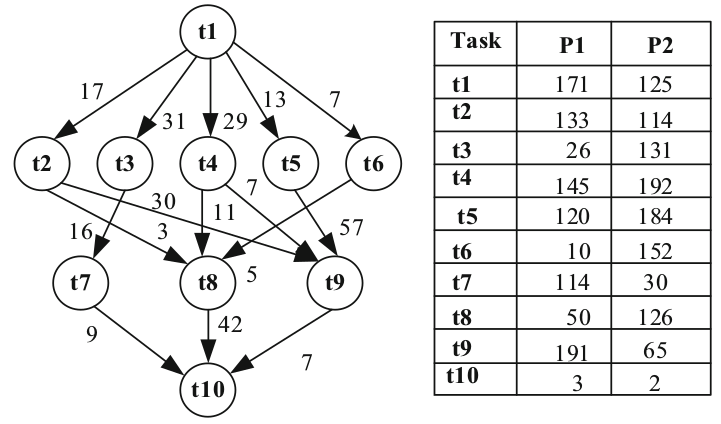 t1
17
31
29
13
7
t2
t3
t4
t5
t6
30
7
16
3
11
57
t7
t8
5
t9
9
42
7
t10
Task P1 P2
t1 171 125
t2 133 114
t3 26 131
t4 145 192
t5 120 184
t6 10 152
t7 114 30
t8 50 126
t9 191 65
t10 3 2